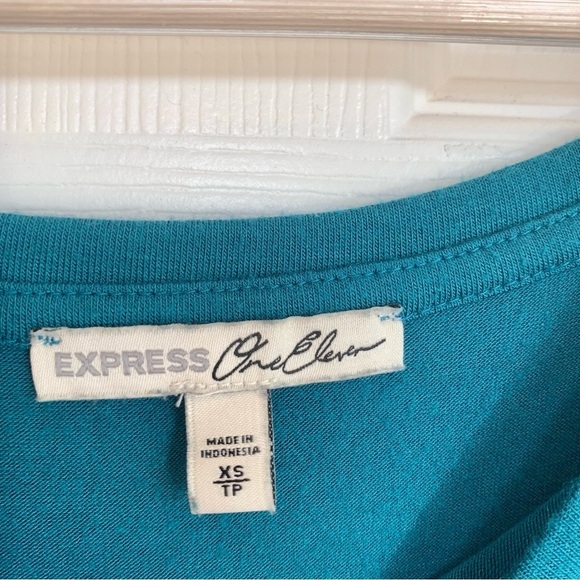 EXPRESS One Eleven
MADE IN
INDONESIA
XS
TP